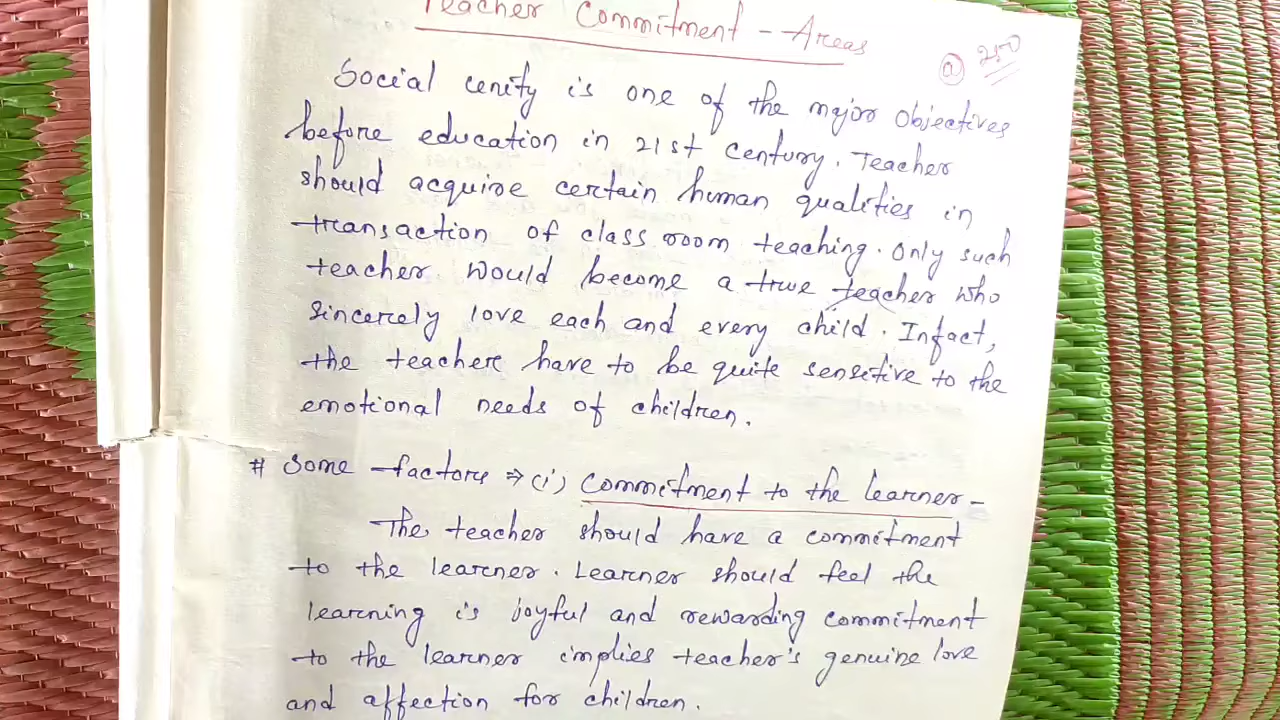 Teacher Commitment - Areas
(a) 250
Social cenity is one of the major objectives
before education in 21st century. Teacher
should acquire certain human qualities in
transaction of class room teaching. Only such
teacher would become a true teacher who
sincerely love each and every child. Infact,
the teacher have to be quite sensetive to the
emotional needs of children.
# Some factors ⇒ (i) Commitment to the learner -
The teacher should have a commitment
to the learner. Learner should feel the
learning is joyful and rewarding commitment
to the learner implies teacher's genuine love
and affection for children.